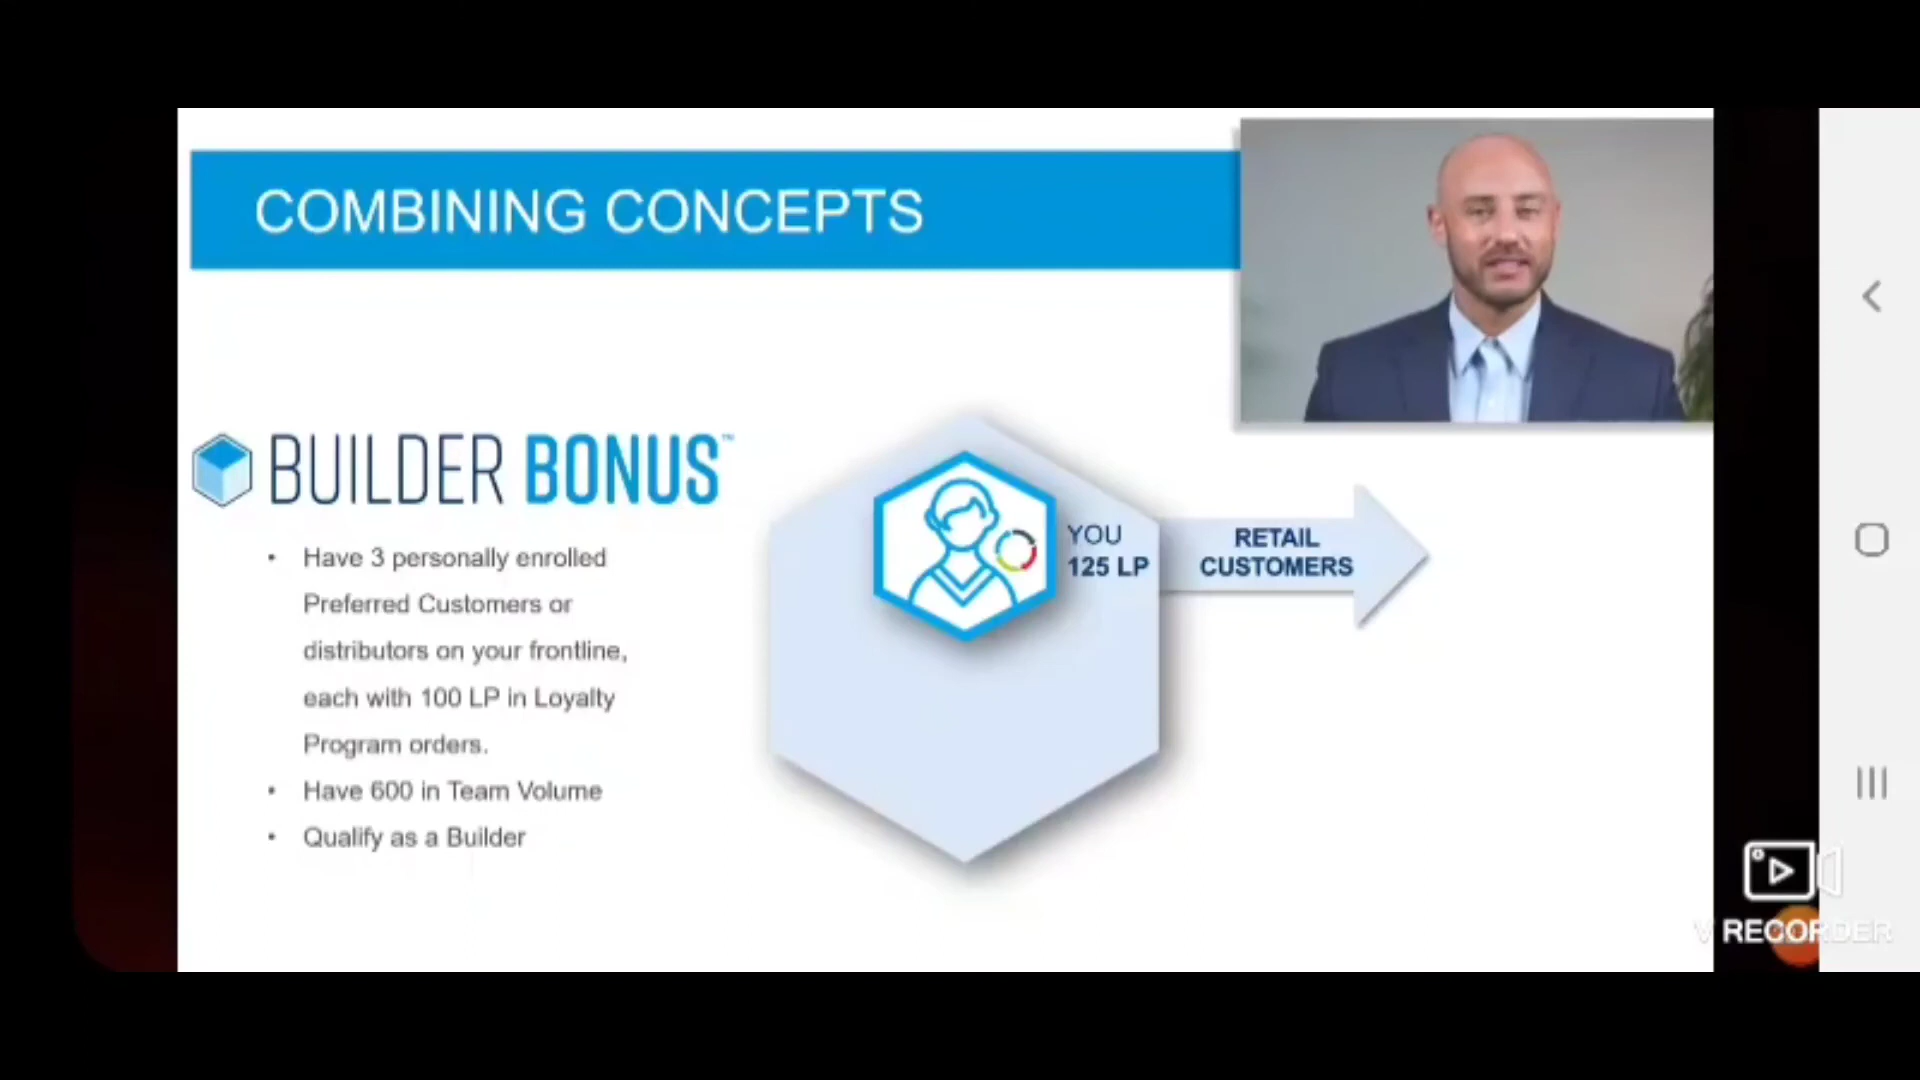 COMBINING CONCEPTS
BUILDER BONUS™
• Have 3 personally enrolled
Preferred Customers or
distributors on your frontline,
each with 100 LP in Loyalty
Program orders.
• Have 600 in Team Volume
• Qualify as a Builder
YOU
125 LP
RETAIL
CUSTOMERS
V RECORDER